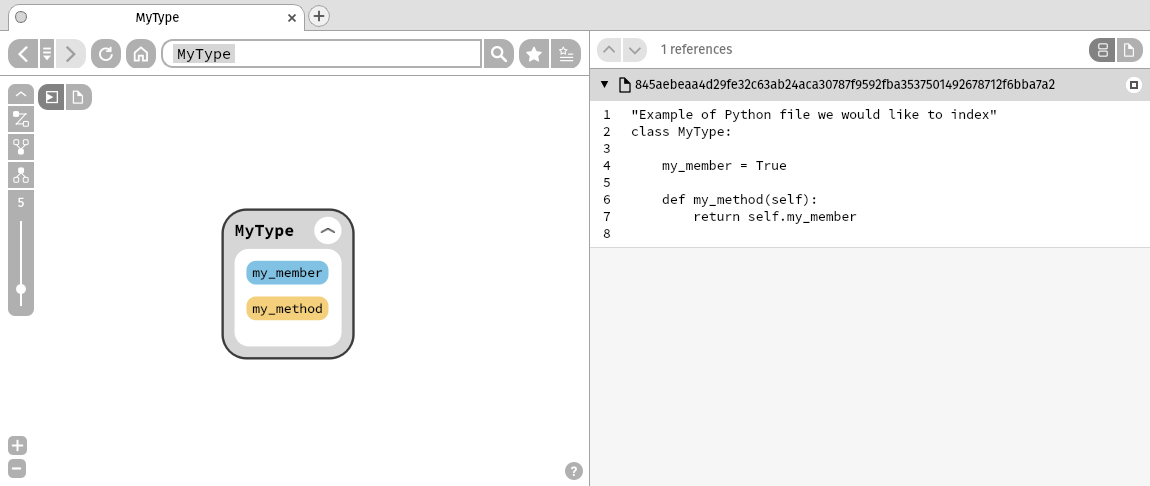 MyType
MyType
1 references
845aebeaa4d29fe32c63ab24aca30787f9592fba3537501492678712f6bba7a2
1 "Example of Python file we would like to index"
2 class MyType:
3
4     my_member = True
5
6     def my_method(self):
7         return self.my_member
8
5
MyType
my_member
my_method
?